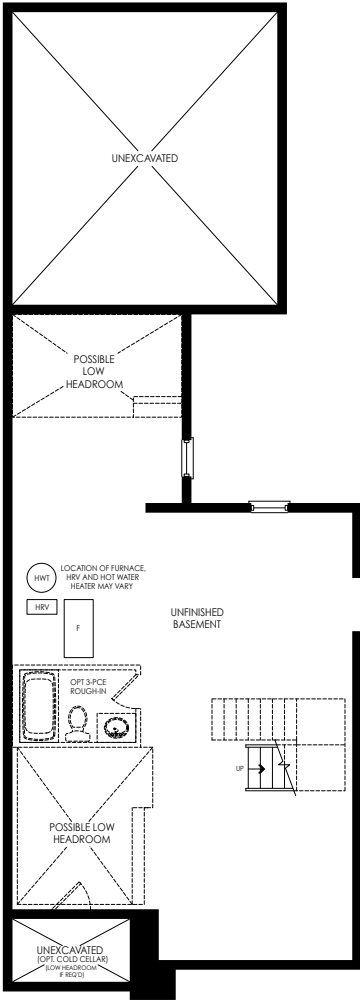 UNEXCAVATED
POSSIBLE
LOW
HEADROOM
LOCATION OF FURNACE,
HRV AND HOT WATER
HEATER MAY VARY
HWT
HRV
F
UNFINISHED
BASEMENT
OPT 3-PCE
ROUGH-IN
UP
POSSIBLE LOW
HEADROOM
UNEXCAVATED
(OPT. COLD CELLAR)
(LOW HEADROOM
IF REQ'D)